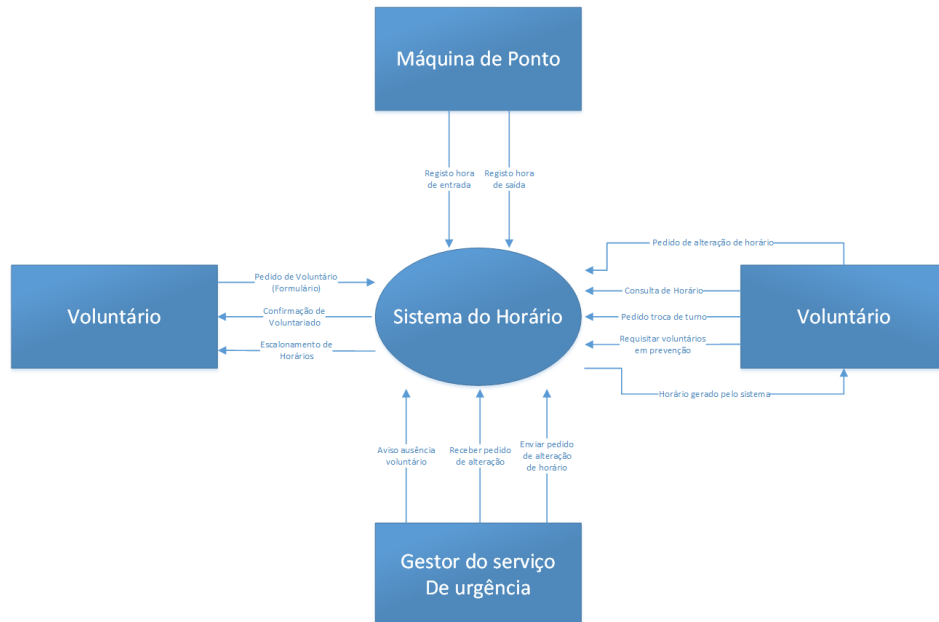 Máquina de Ponto
Registo hora
de entrada
Registo hora
de saída
Pedido de alteração de horário
Pedido de Voluntário
(Formulário)
Consulta de Horário
Voluntário
Confirmação de
Voluntariado
Sistema do Horário
Pedido troca de turno
Voluntário
Escalonamento de
Horários
Requisitar voluntários
em prevenção
Horário gerado pelo sistema
Aviso ausência
voluntário
Receber pedido
de alteração
Enviar pedido
de alteração
de horário
Gestor do serviço
De urgência